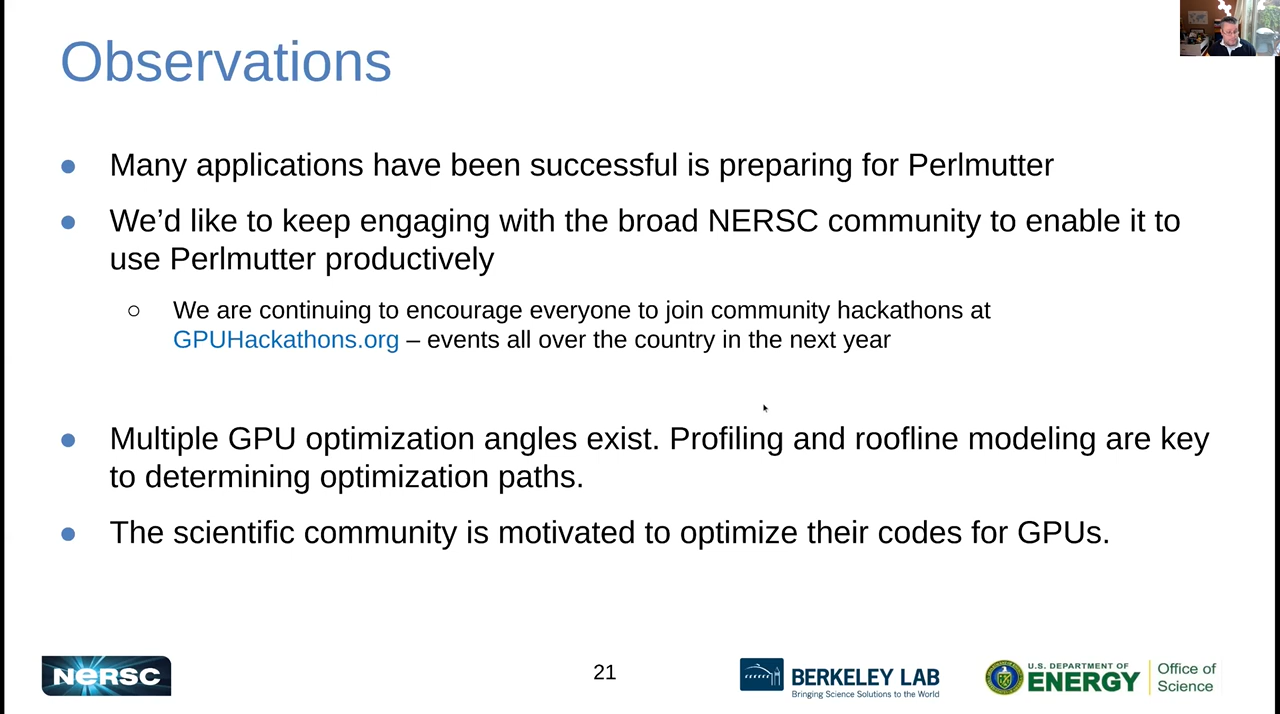 Observations
● Many applications have been successful is preparing for Perlmutter
● We’d like to keep engaging with the broad NERSC community to enable it to
use Perlmutter productively
○ We are continuing to encourage everyone to join community hackathons at
GPUHackathons.org – events all over the country in the next year
● Multiple GPU optimization angles exist. Profiling and roofline modeling are key
to determining optimization paths.
● The scientific community is motivated to optimize their codes for GPUs.
NERSC
21
BERKELEY LAB
Bringing Science Solutions to the World
U.S. DEPARTMENT OF
ENERGY
Office of
Science